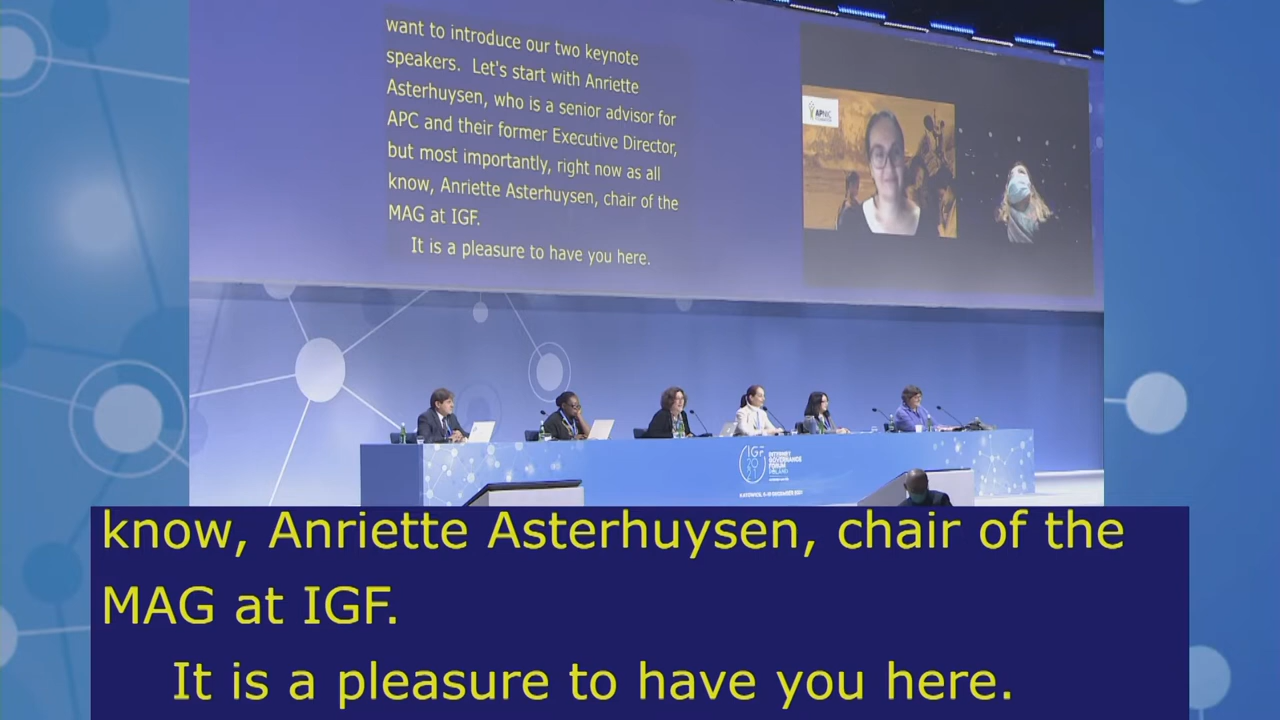 want to introduce our two keynote
speakers. Let's start with Anriette
Asterhuysen, who is a senior advisor for
APC and their former Executive Director,
but most importantly, right now as all
know, Anriette Asterhuysen, chair of the
MAG at IGF.
It is a pleasure to have you here.
APNIC
IGF
2021
INTERNET
GOVERNANCE
FORUM
POLAND
know, Anriette Asterhuysen, chair of the
MAG at IGF.
It is a pleasure to have you here.